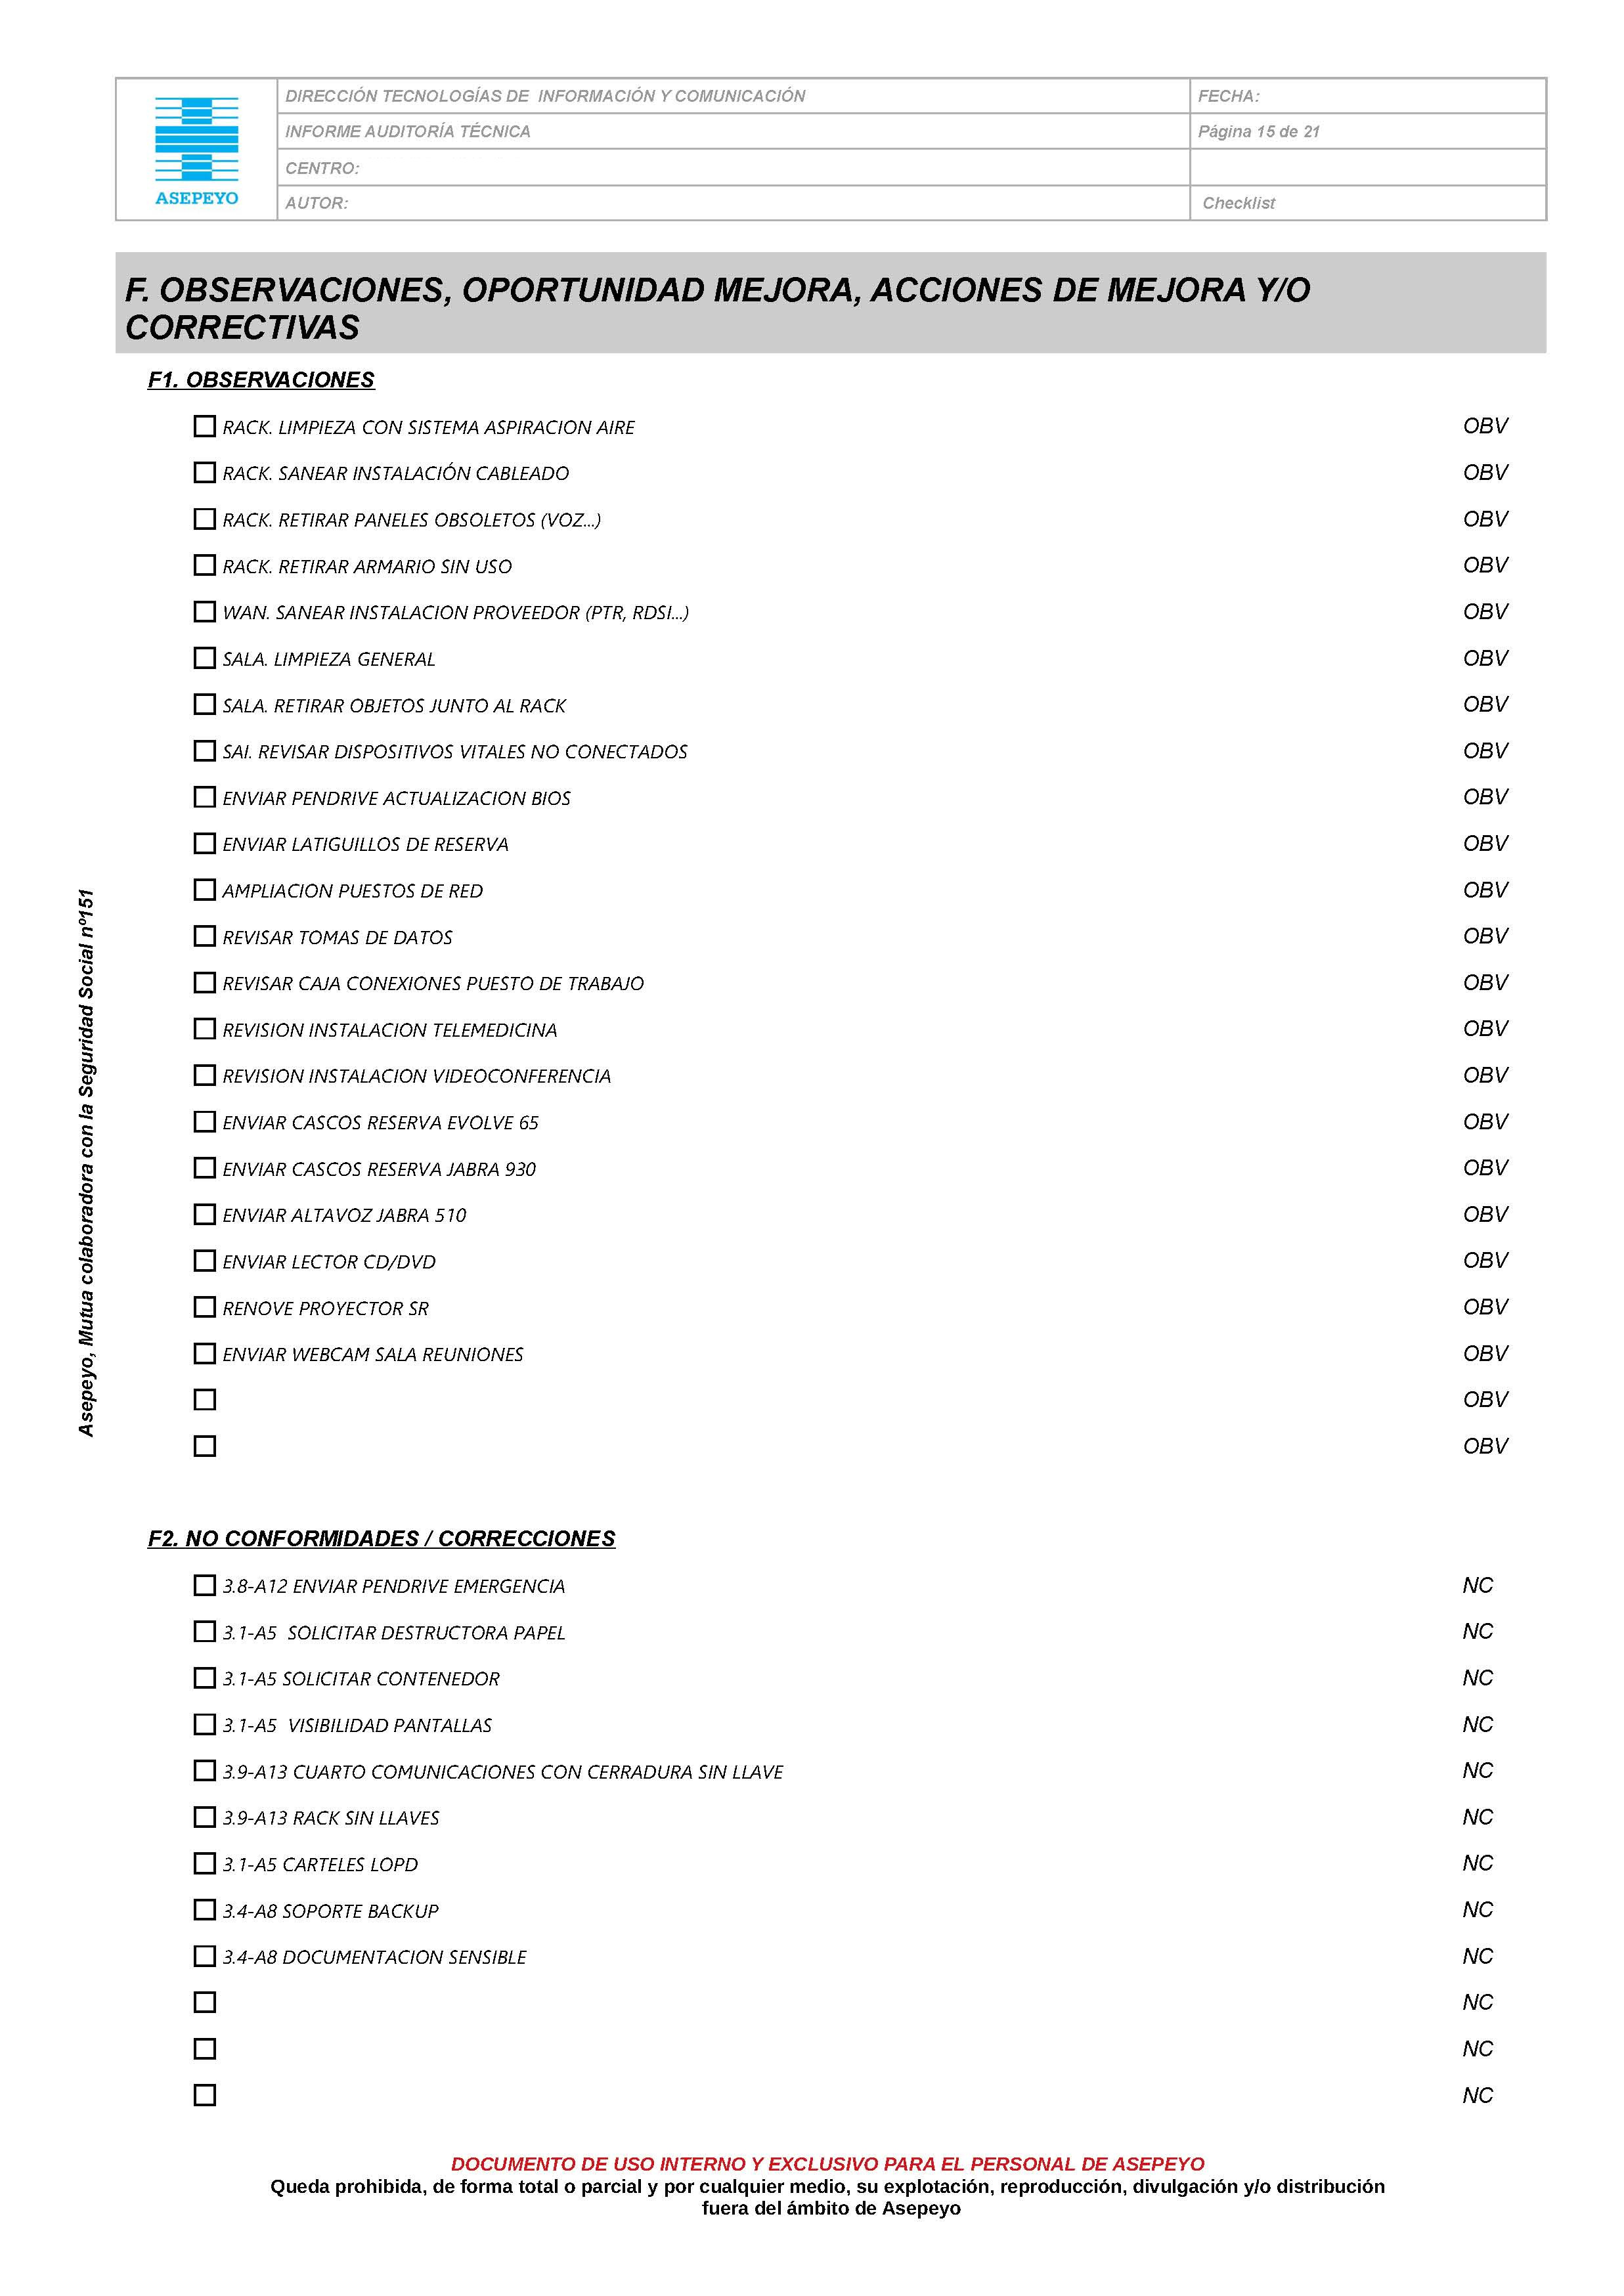 DIRECCIÓN TECNOLOGÍAS DE  INFORMACIÓN Y COMUNICACIÓN
FECHA:
INFORME AUDITORÍA TÉCNICA
Página 15 de 21
CENTRO:
ASEPEYO
AUTOR:
Checklist
F. OBSERVACIONES, OPORTUNIDAD MEJORA, ACCIONES DE MEJORA Y/O
CORRECTIVAS
F1. OBSERVACIONES
RACK. LIMPIEZA CON SISTEMA ASPIRACION AIRE OBV
RACK. SANEAR INSTALACIÓN CABLEADO OBV
RACK. RETIRAR PANELES OBSOLETOS (VOZ...) OBV
RACK. RETIRAR ARMARIO SIN USO OBV
WAN. SANEAR INSTALACION PROVEEDOR (PTR, RDSI...) OBV
SALA. LIMPIEZA GENERAL OBV
SALA. RETIRAR OBJETOS JUNTO AL RACK OBV
SAI. REVISAR DISPOSITIVOS VITALES NO CONECTADOS OBV
ENVIAR PENDRIVE ACTUALIZACION BIOS OBV
ENVIAR LATIGUILLOS DE RESERVA OBV
AMPLIACION PUESTOS DE RED OBV
REVISAR TOMAS DE DATOS OBV
REVISAR CAJA CONEXIONES PUESTO DE TRABAJO OBV
REVISION INSTALACION TELEMEDICINA OBV
REVISION INSTALACION VIDEOCONFERENCIA OBV
ENVIAR CASCOS RESERVA EVOLVE 65 OBV
ENVIAR CASCOS RESERVA JABRA 930 OBV
ENVIAR ALTAVOZ JABRA 510 OBV
ENVIAR LECTOR CD/DVD OBV
RENOVE PROYECTOR SR OBV
ENVIAR WEBCAM SALA REUNIONES OBV
OBV
OBV
Asepeyo, Mutua colaboradora con la Seguridad Social nº151
F2. NO CONFORMIDADES / CORRECCIONES
3.8-A12 ENVIAR PENDRIVE EMERGENCIA NC
3.1-A5  SOLICITAR DESTRUCTORA PAPEL NC
3.1-A5 SOLICITAR CONTENEDOR NC
3.1-A5  VISIBILIDAD PANTALLAS NC
3.9-A13 CUARTO COMUNICACIONES CON CERRADURA SIN LLAVE NC
3.9-A13 RACK SIN LLAVES NC
3.1-A5 CARTELES LOPD NC
3.4-A8 SOPORTE BACKUP NC
3.4-A8 DOCUMENTACION SENSIBLE NC
NC
NC
NC
DOCUMENTO DE USO INTERNO Y EXCLUSIVO PARA EL PERSONAL DE ASEPEYO
Queda prohibida, de forma total o parcial y por cualquier medio, su explotación, reproducción, divulgación y/o distribución
fuera del ámbito de Asepeyo